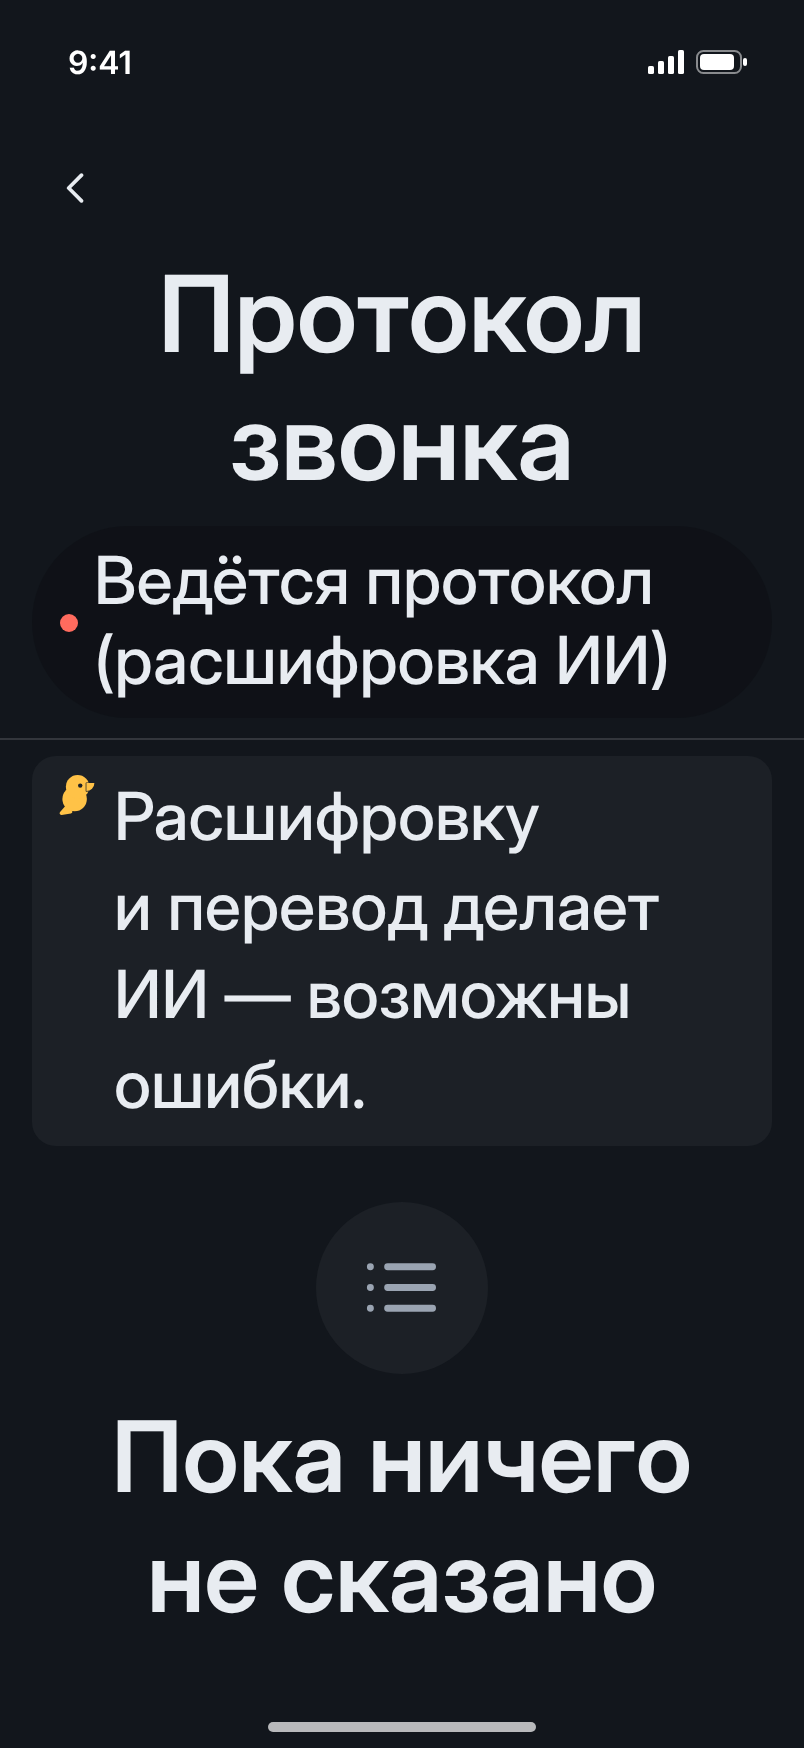 9:41
Протокол
звонка
Ведётся протокол
(расшифровка ИИ)
Расшифровку
и перевод делает
ИИ — возможны
ошибки.
Пока ничего
не сказано